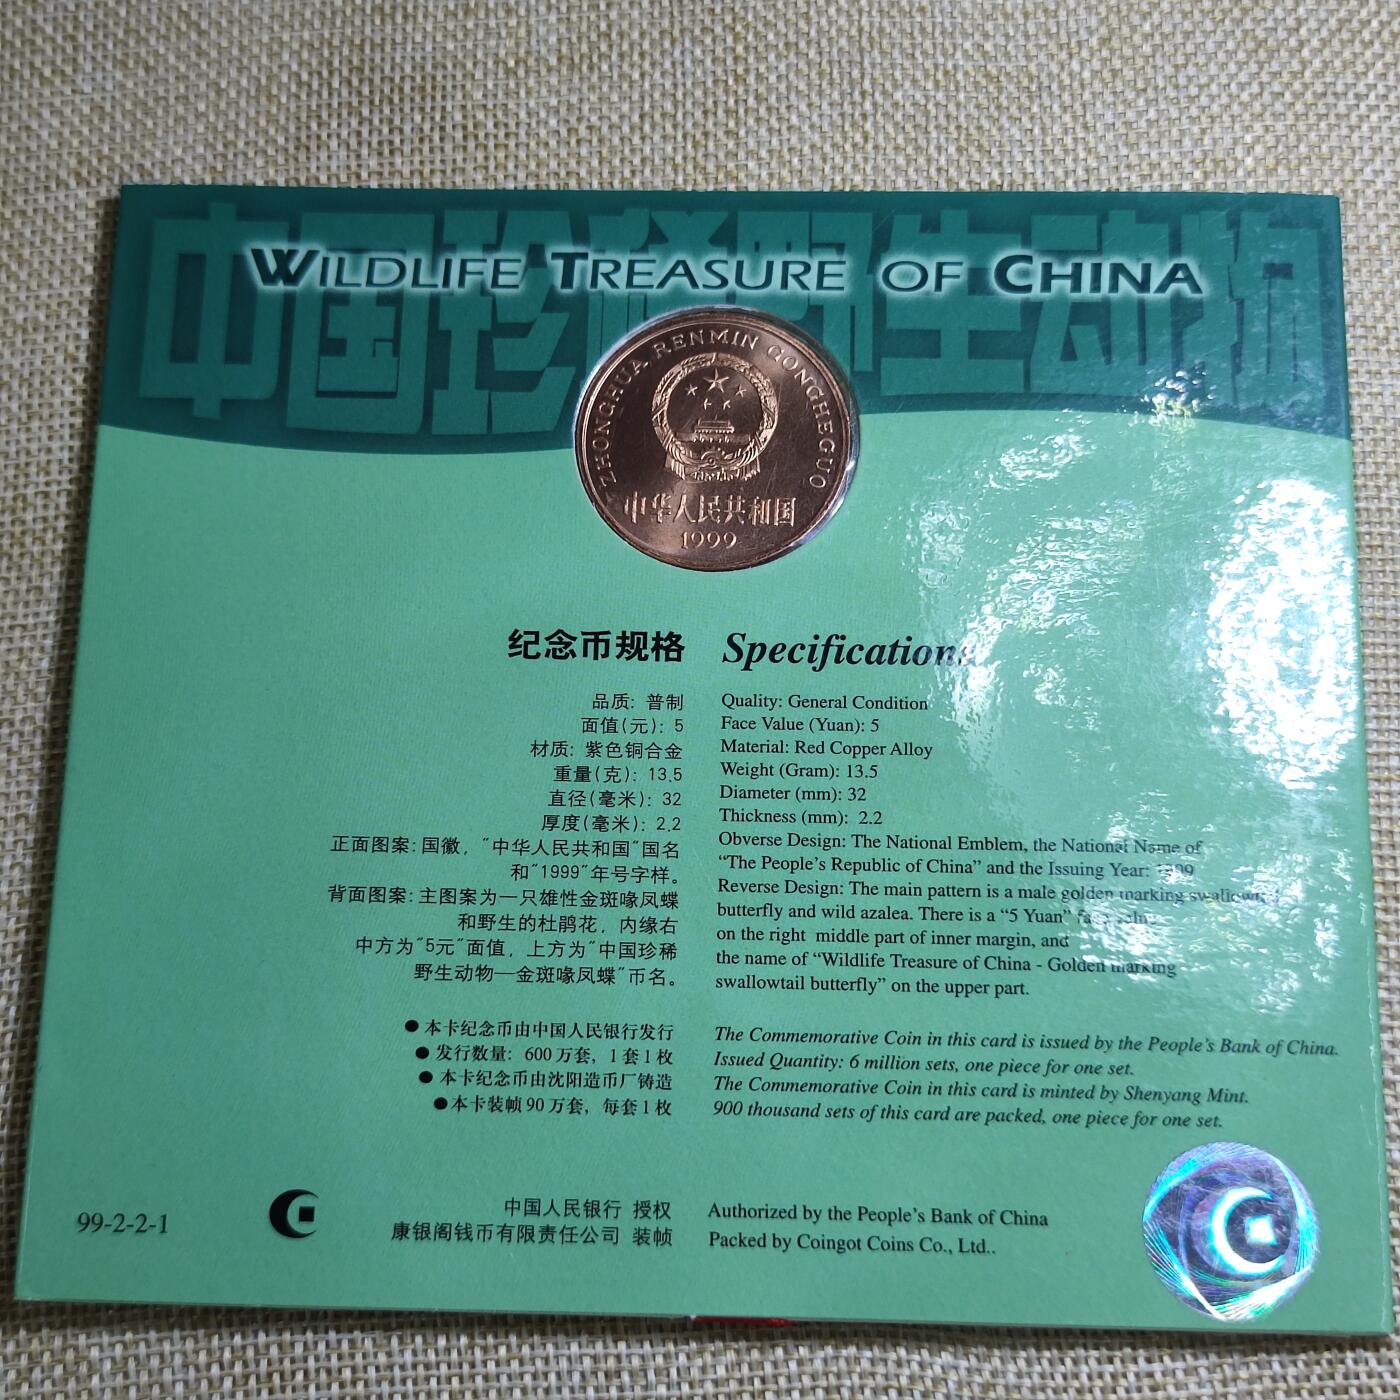 中国珍稀野生动物
WILDLIFE TREASURE OF CHINA
ZHONGHUA RENMIN GONGHEGUO
中华人民共和国
1999
纪念币规格
品质: 普制
面值(元): 5
材质: 紫色铜合金
重量(克): 13.5
直径(毫米): 32
厚度(毫米): 2.2
正面图案: 国徽, "中华人民共和国"国名
和"1999"年号字样。
背面图案: 主图案为一只雄性金斑喙凤蝶
和野生的杜鹃花, 内缘右
中方为"5元"面值, 上方为"中国珍稀
野生动物—金斑喙凤蝶"币名。
● 本卡纪念币由中国人民银行发行
● 发行数量: 600万套, 1套1枚
● 本卡纪念币由沈阳造币厂铸造
● 本卡装帧90万套, 每套1枚
Specifications
Quality: General Condition
Face Value (Yuan): 5
Material: Red Copper Alloy
Weight (Gram): 13.5
Diameter (mm): 32
Thickness (mm): 2.2
Obverse Design: The National Emblem, the National Name of
“The People's Republic of China” and the Issuing Year: 1999
Reverse Design: The main pattern is a male golden marking swallowtail
butterfly and wild azalea. There is a “5 Yuan” face value
on the right middle part of inner margin, and
the name of “Wildlife Treasure of China - Golden marking
swallowtail butterfly” on the upper part.
The Commemorative Coin in this card is issued by the People's Bank of China.
Issued Quantity: 6 million sets, one piece for one set.
The Commemorative Coin in this card is minted by Shenyang Mint.
900 thousand sets of this card are packed, one piece for one set.
99-2-2-1
中国人民银行 授权
康银阁钱币有限责任公司 装帧
Authorized by the People's Bank of China
Packed by Coingot Coins Co., Ltd..